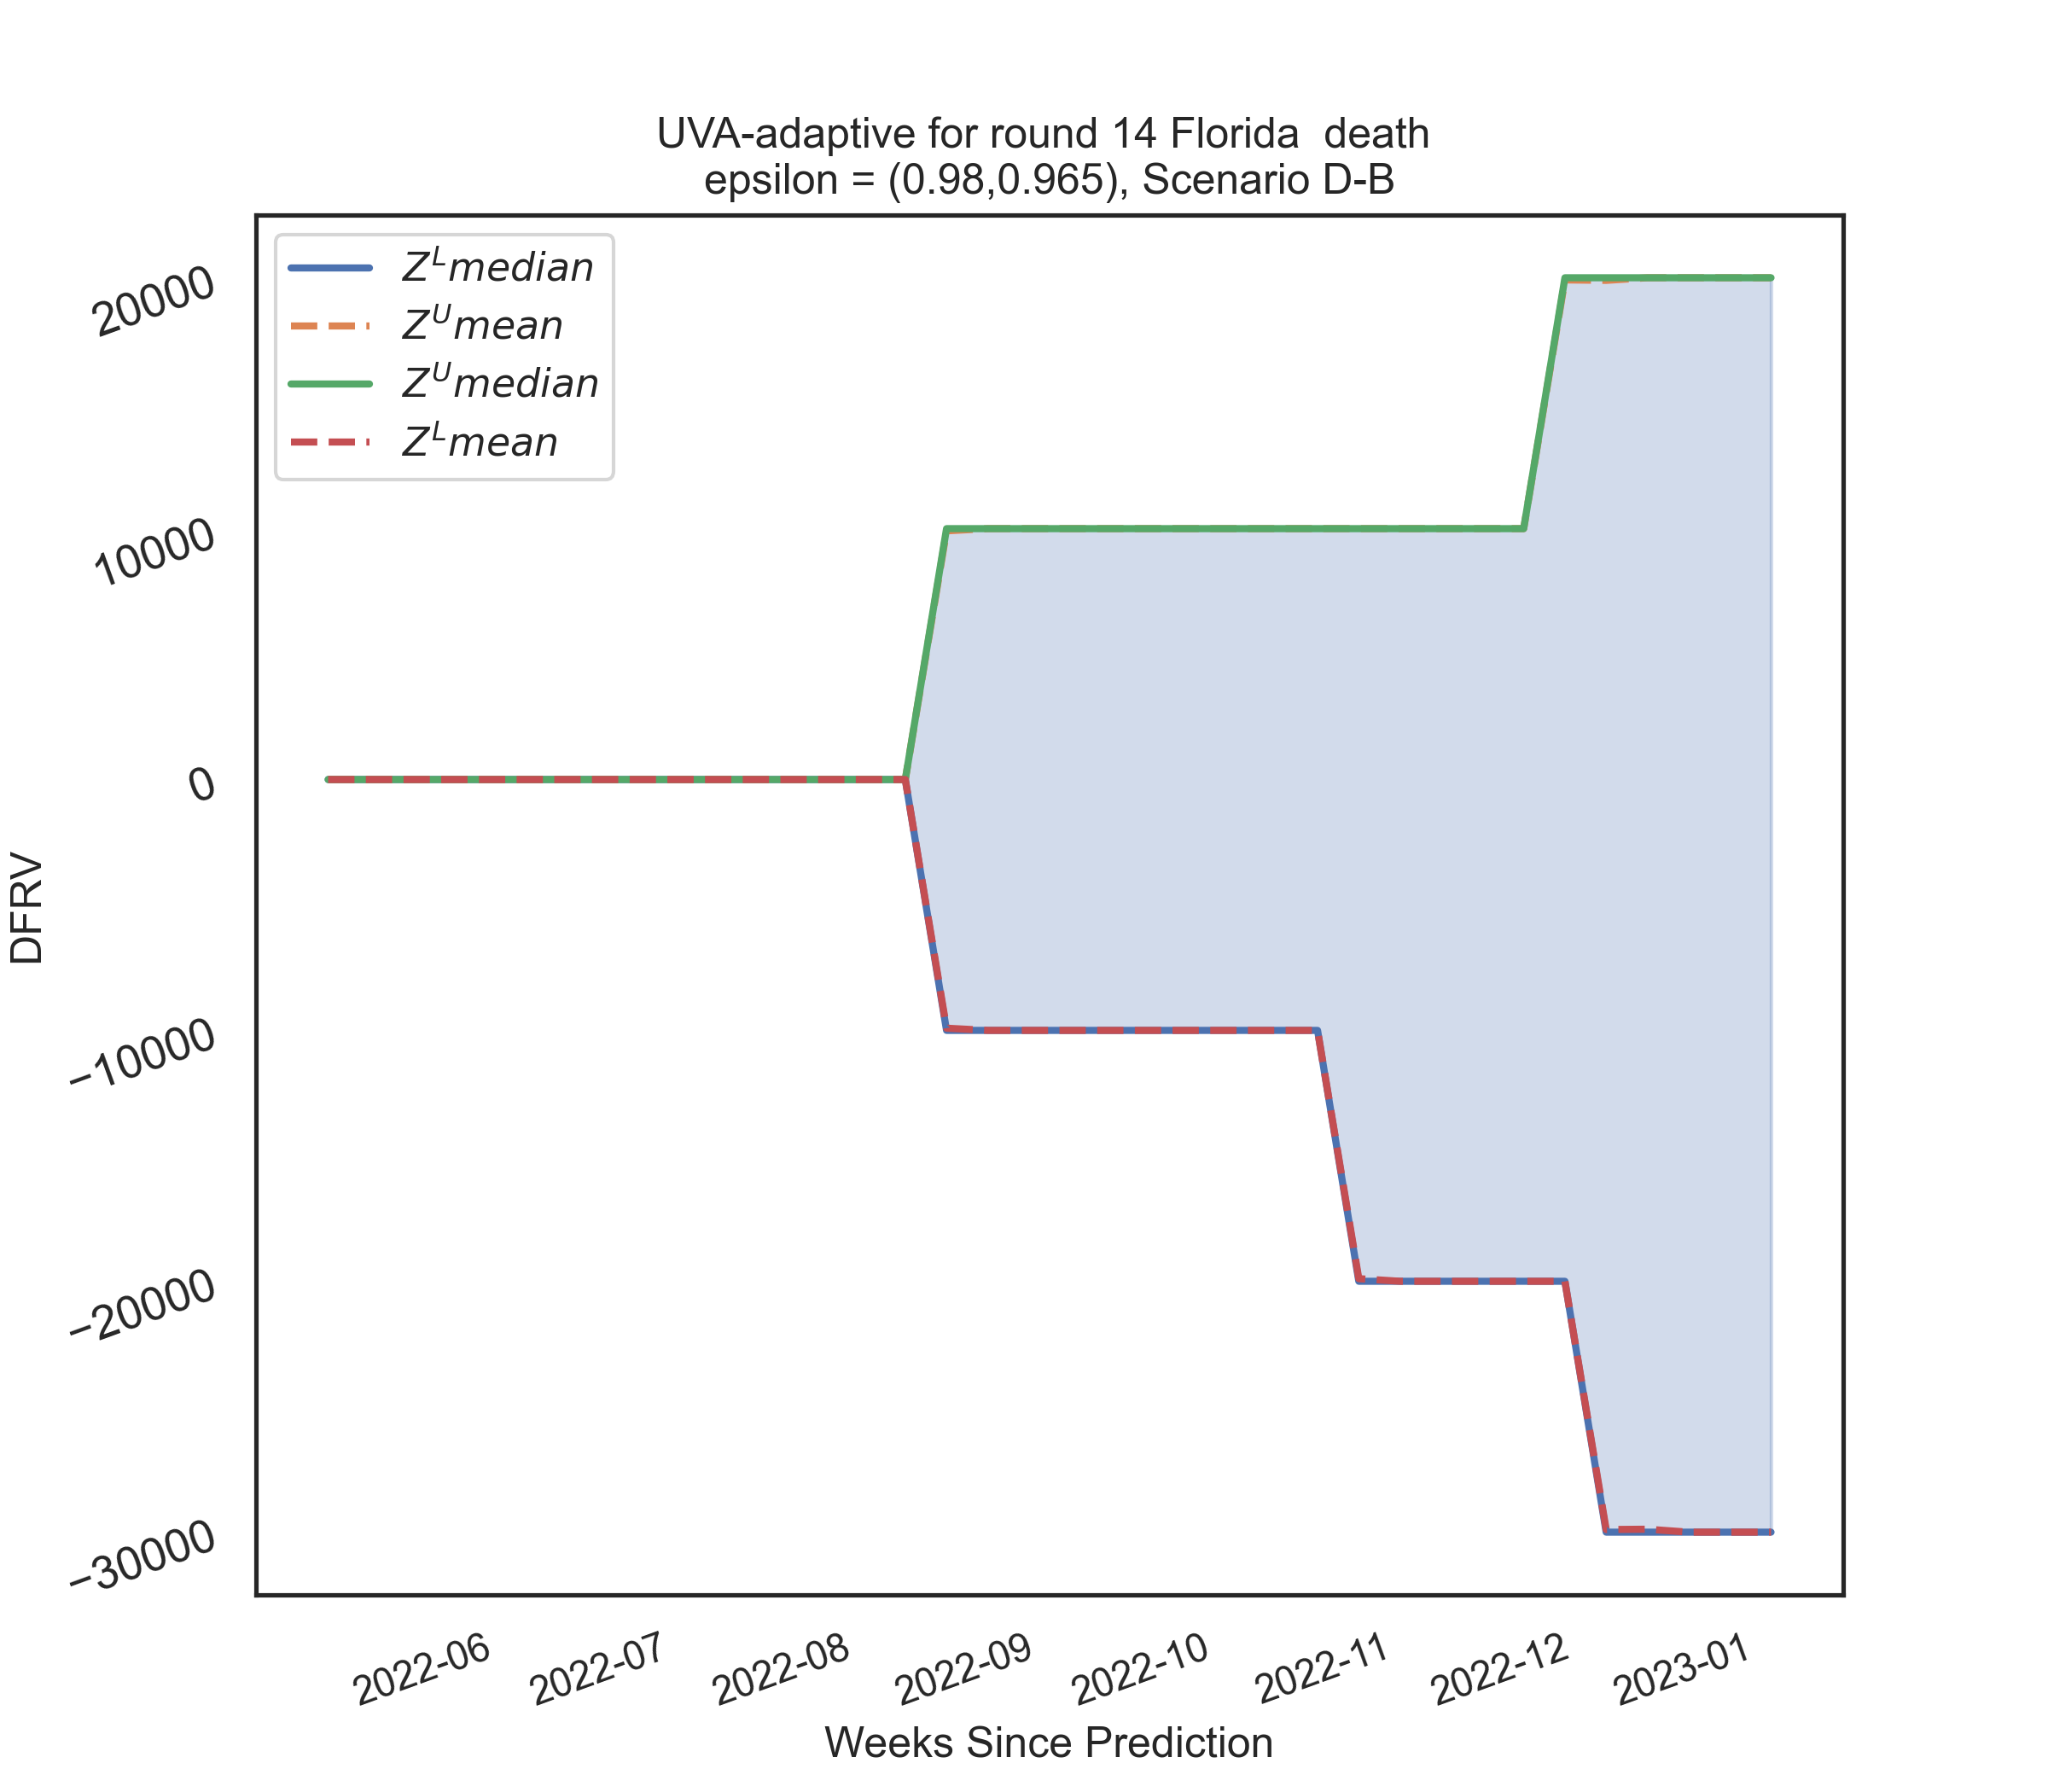 UVA-adaptive for round 14 Florida  death
epsilon = (0.98,0.965), Scenario D-B
Z^L median
Z^U mean
Z^U median
Z^L mean
20000
10000
0
−10000
−20000
−30000
DFRV
2022-06
2022-07
2022-08
2022-09
2022-10
2022-11
2022-12
2023-01
Weeks Since Prediction